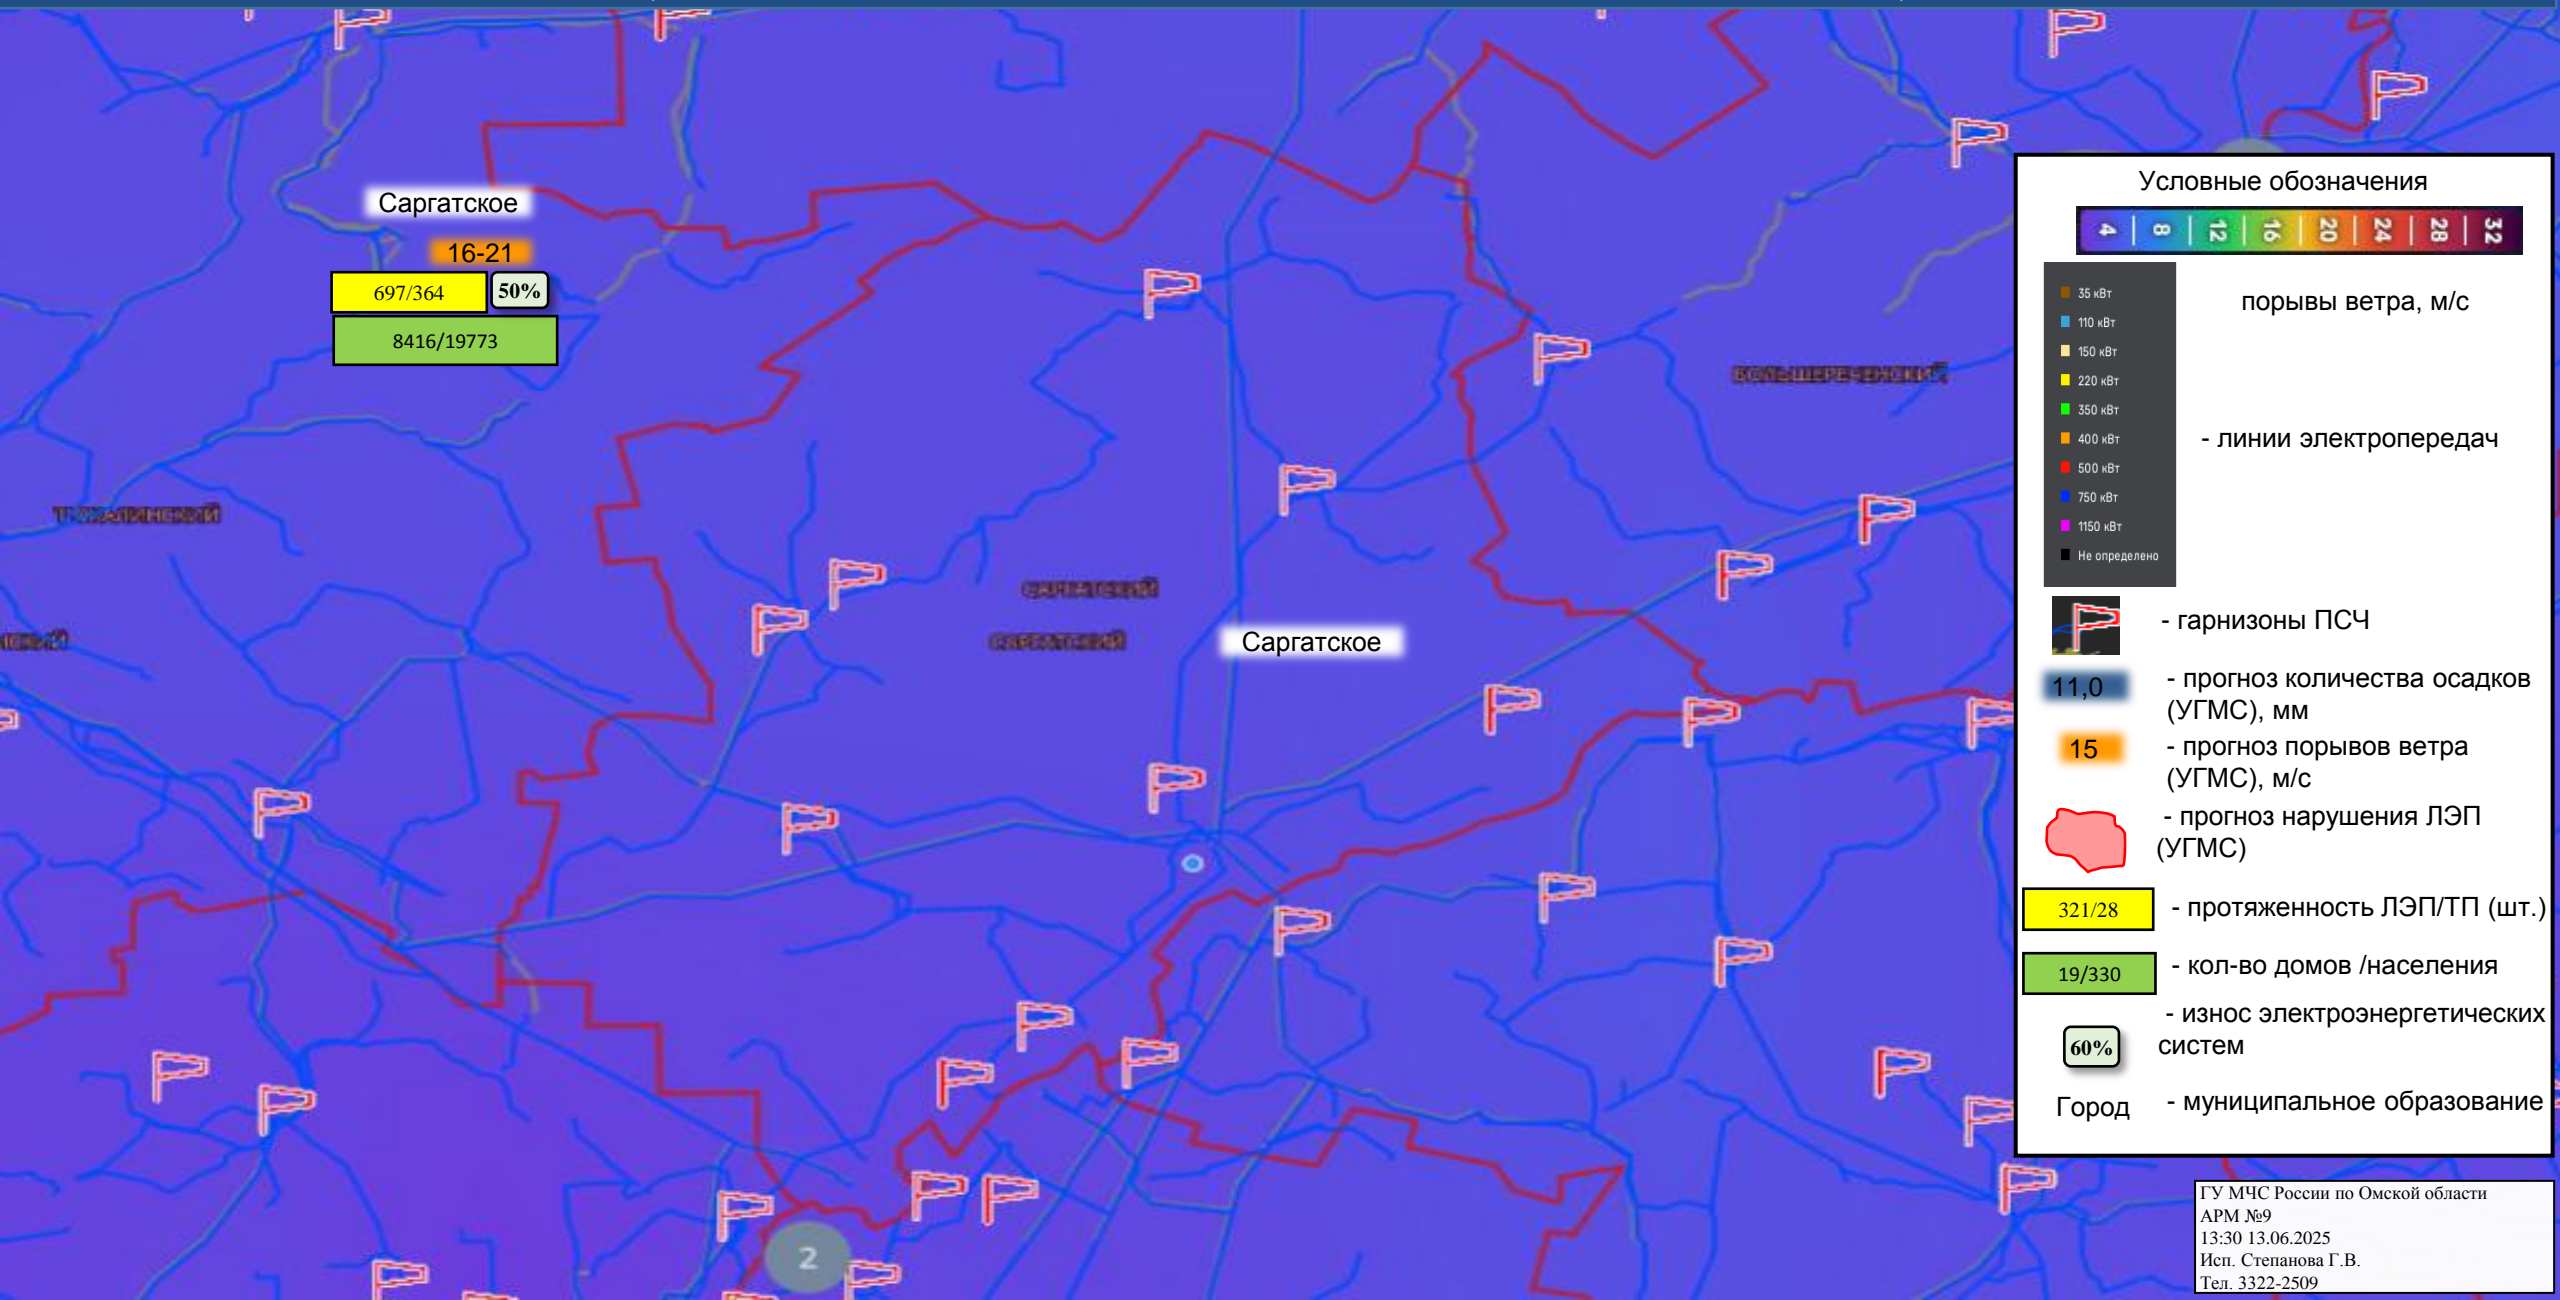 Саргатское
16-21
697/364
50%
8416/19773
БОЛЬШЕРЕЧЕНСКИЙ
САРГАТСКИЙ
САРГАТСКИЙ
Саргатское
2
Условные обозначения
4 8 12 16 20 24 28 32
порывы ветра, м/с
35 кВт
110 кВт
150 кВт
220 кВт
350 кВт
400 кВт
500 кВт
750 кВт
1150 кВт
Не определено
- линии электропередач
- гарнизоны ПСЧ
11,0
- прогноз количества осадков
(УГМС), мм
15
- прогноз порывов ветра
(УГМС), м/с
- прогноз нарушения ЛЭП
(УГМС)
321/28
- протяженность ЛЭП/ТП (шт.)
19/330
- кол-во домов /населения
60%
- износ электроэнергетических
систем
Город
- муниципальное образование
ГУ МЧС России по Омской области
АРМ №9
13:30 13.06.2025
Исп. Степанова Г.В.
Тел. 3322-2509